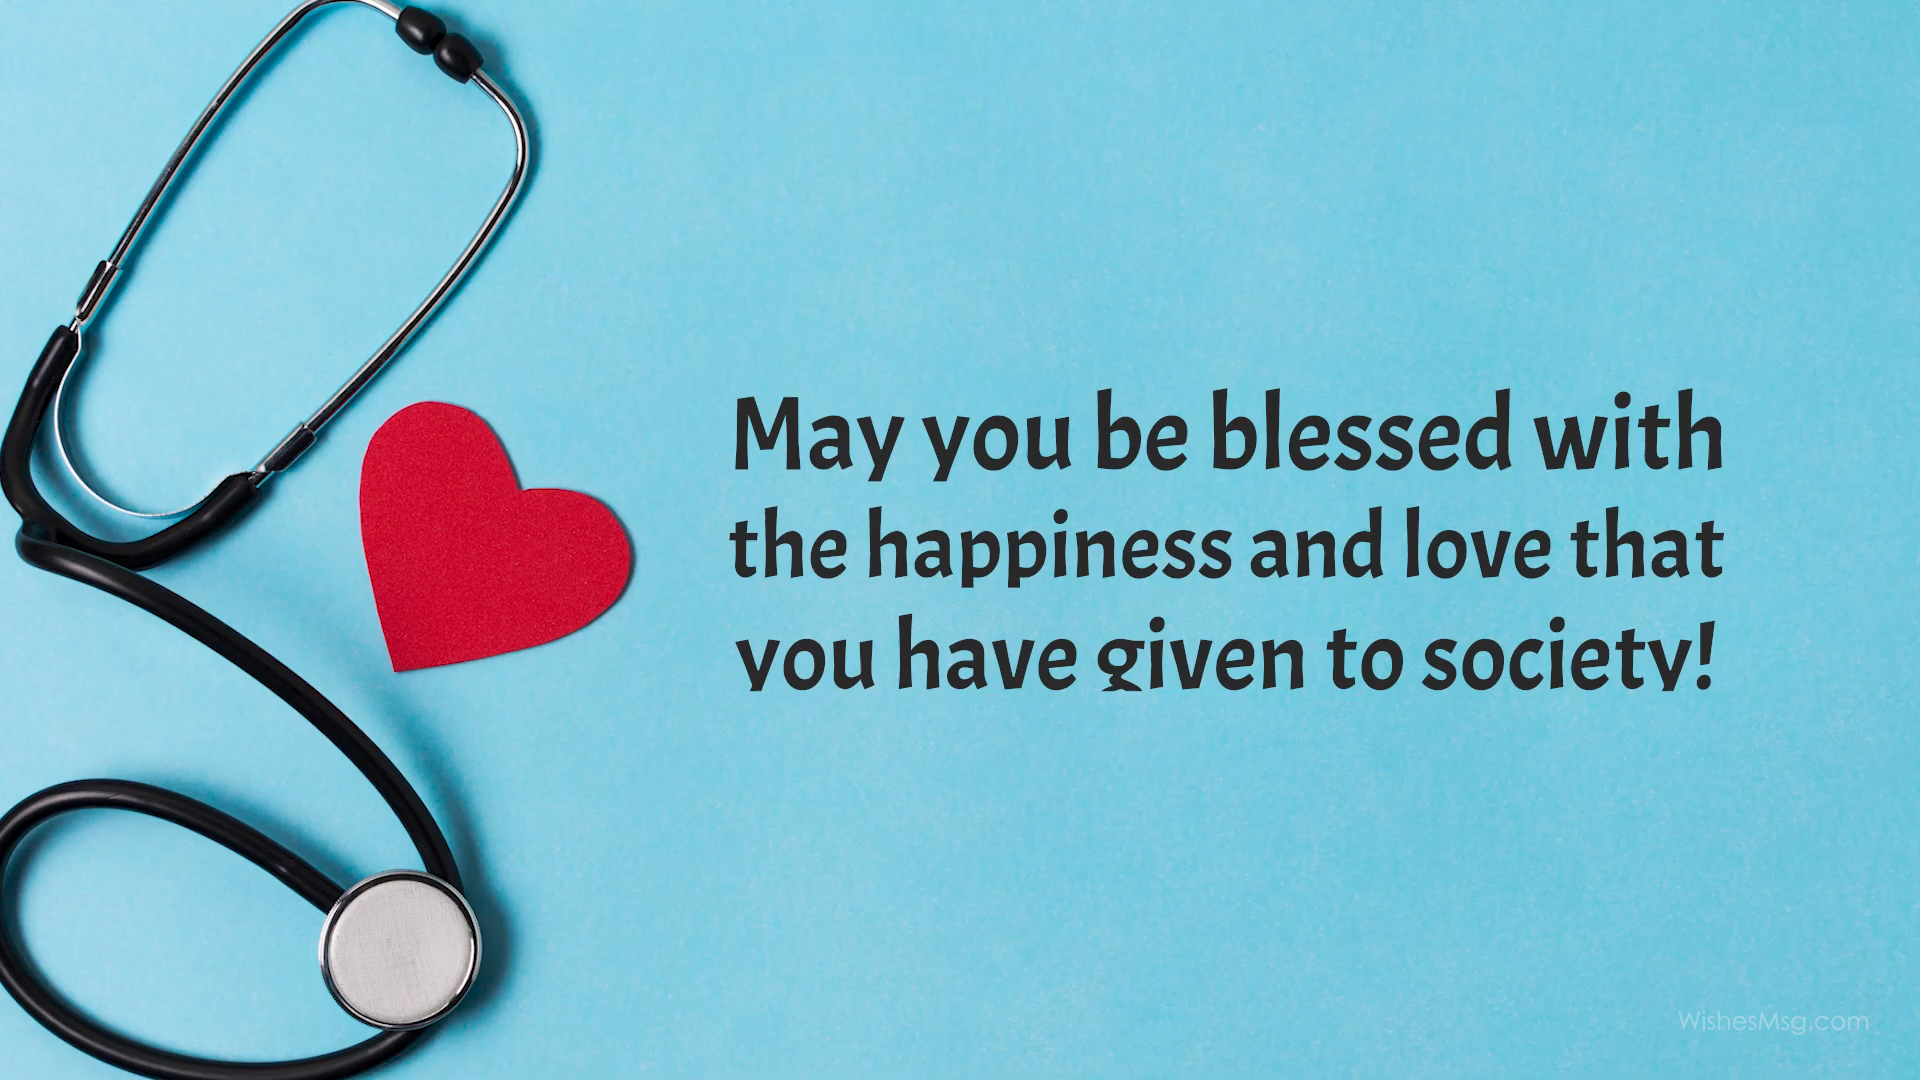 May you be blessed with
the happiness and love that
you have given to society!
WishesMsg.com